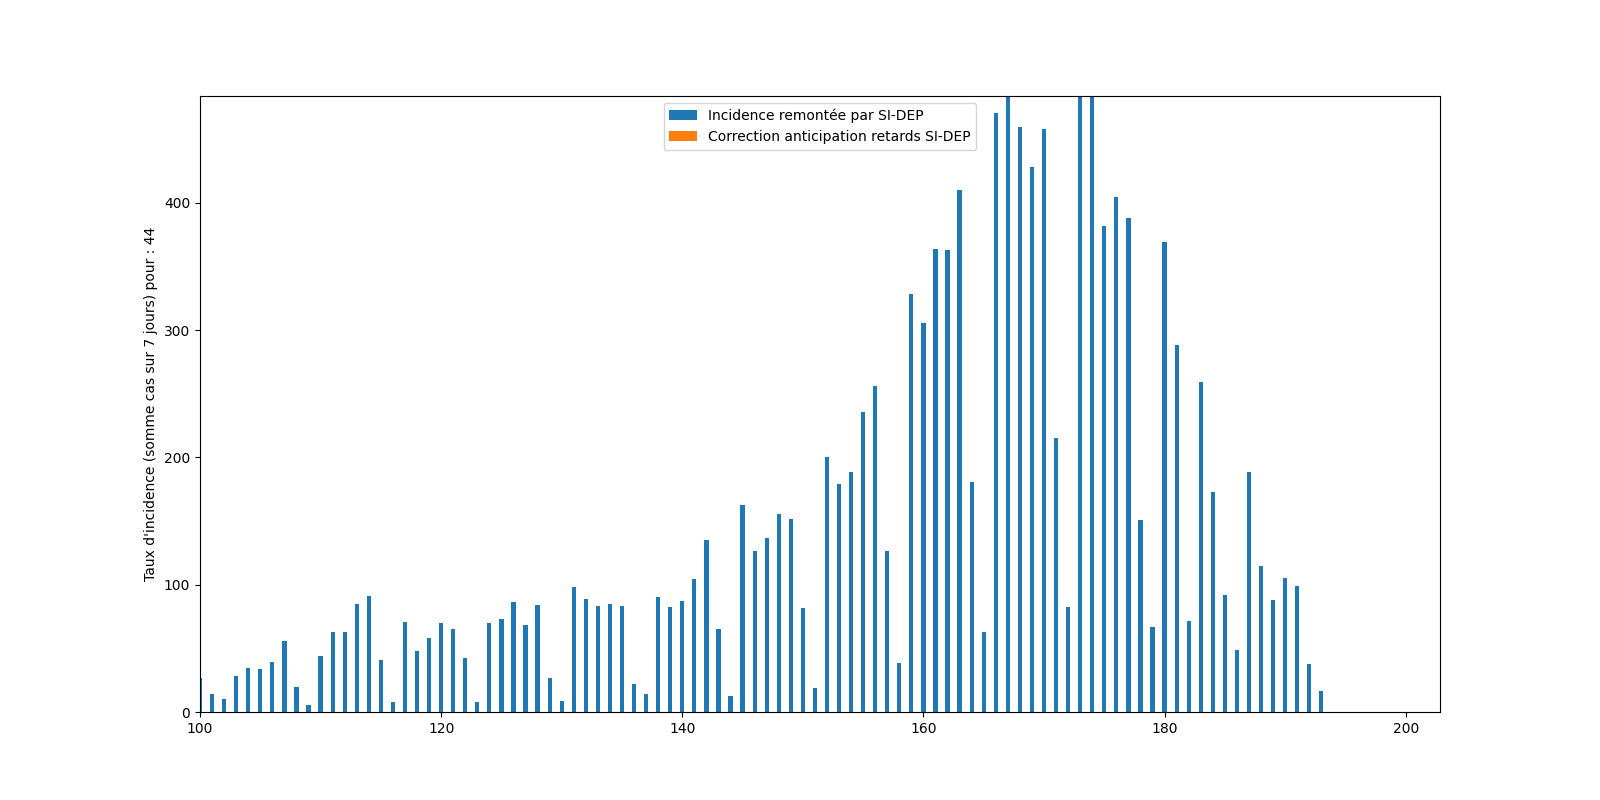 Incidence remontée par SI-DEP
Correction anticipation retards SI-DEP
Taux d'incidence (somme cas sur 7 jours) pour : 44
400
300
200
100
0
100 120 140 160 180 200